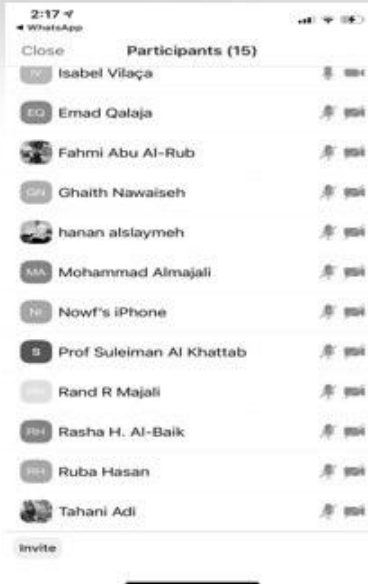 2:17
WhatsApp
Close Participants (15)
IV Isabel Vilaça
EQ Emad Qalaja
Fahmi Abu Al-Rub
GN Ghaith Nawaiseh
hanan alslaymeh
MA Mohammad Almajali
NI Nowf's iPhone
S Prof Suleiman Al Khattab
Rand R Majali
RH Rasha H. Al-Baik
RH Ruba Hasan
Tahani Adi
Invite